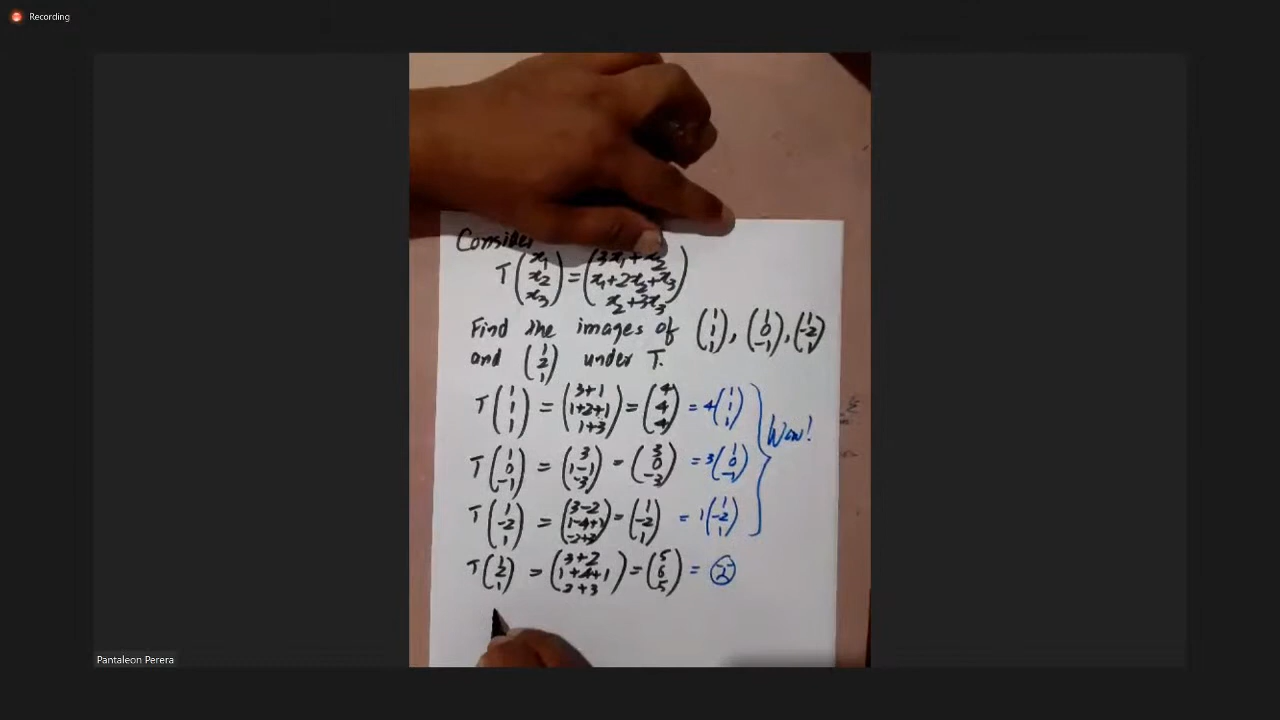 Recording
Consider
T(x₁ x₂ x₃) = (3x₁+x₂ x₁+2x₂+x₃ x₂+3x₃)
Find the images of (1 1 1), (1 0 -1), (1 -2 1)
and (1 2 1) under T.
T(1 1 1) = (3+1 1+2+1 1+3) = (4 4 4) = 4(1 1 1)
Wow!
T(1 0 -1) = (3 1-1 -3) = (3 0 -3) = 3(1 0 -1)
T(1 -2 1) = (3-2 1-4+1 -2+3) = (1 -2 1) = 1(1 -2 1)
T(1 2 1) = (3+2 1+4+1 2+3) = (5 6 5) =
Pantaleon Perera